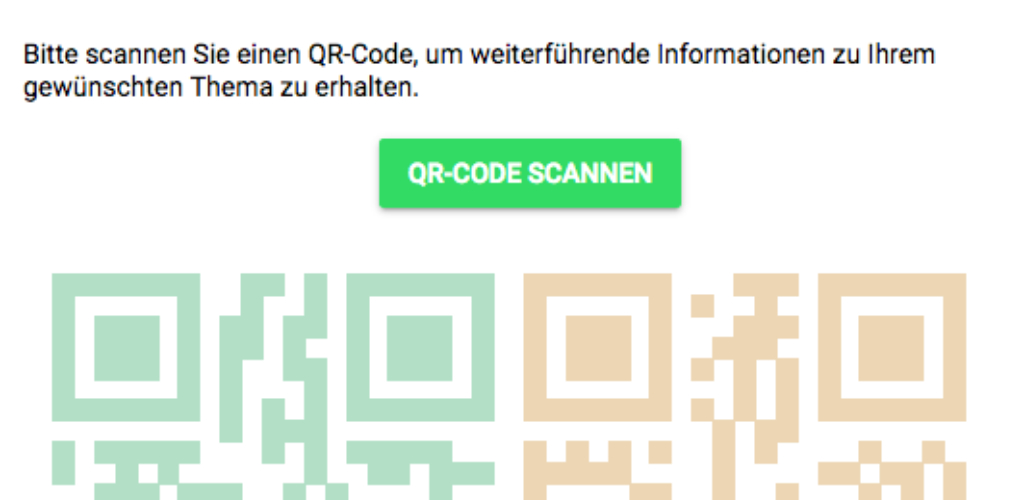 Bitte scannen Sie einen QR-Code, um weiterführende Informationen zu Ihrem
gewünschten Thema zu erhalten.
QR-CODE SCANNEN